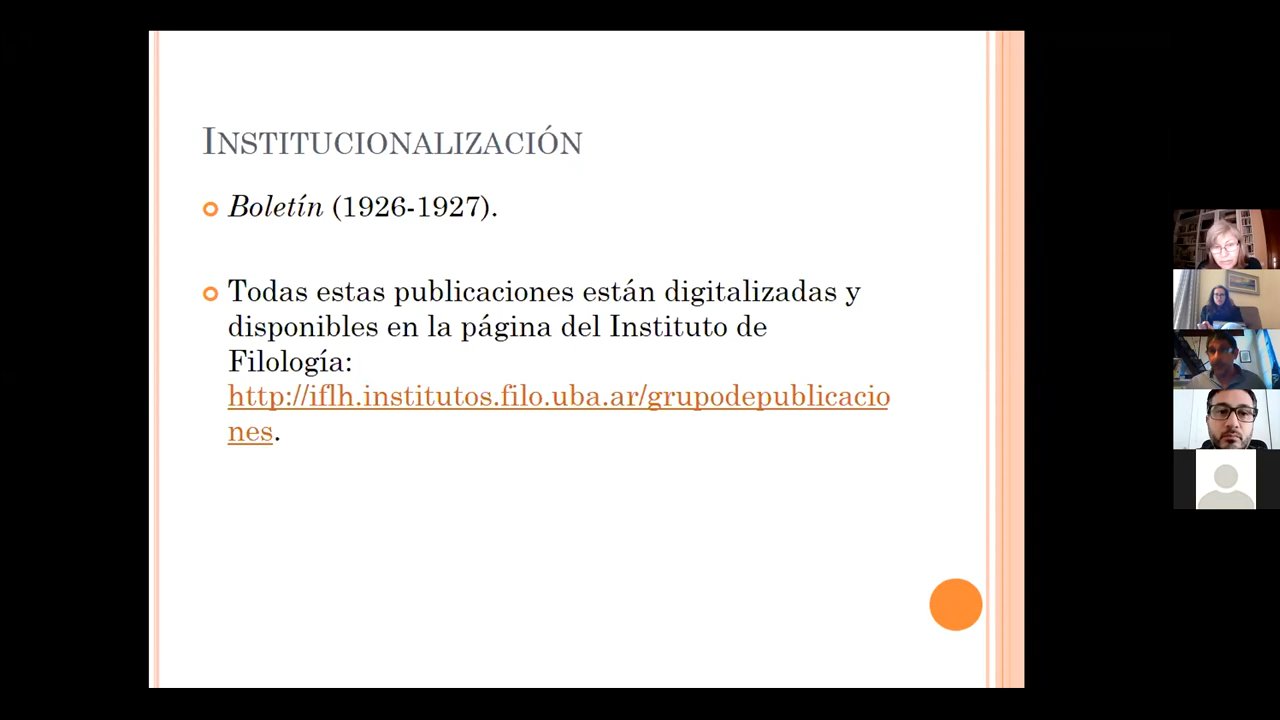 INSTITUCIONALIZACIÓN
Boletín (1926-1927).
Todas estas publicaciones están digitalizadas y
disponibles en la página del Instituto de
Filología:
http://iflh.institutos.filo.uba.ar/grupodepublicacio
nes.